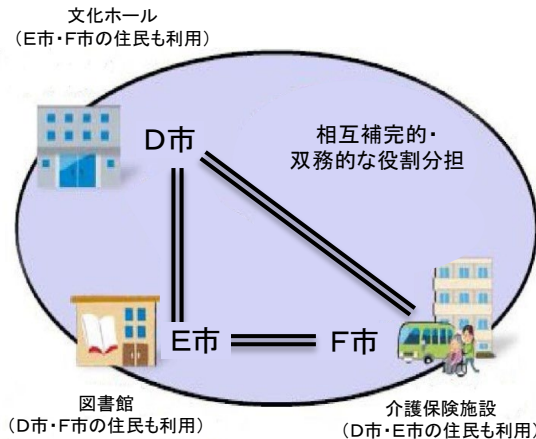 文化ホール
(E市・F市の住民も利用)
D市
相互補完的・
双務的な役割分担
E市
F市
図書館
(D市・F市の住民も利用)
介護保険施設
(D市・E市の住民も利用)